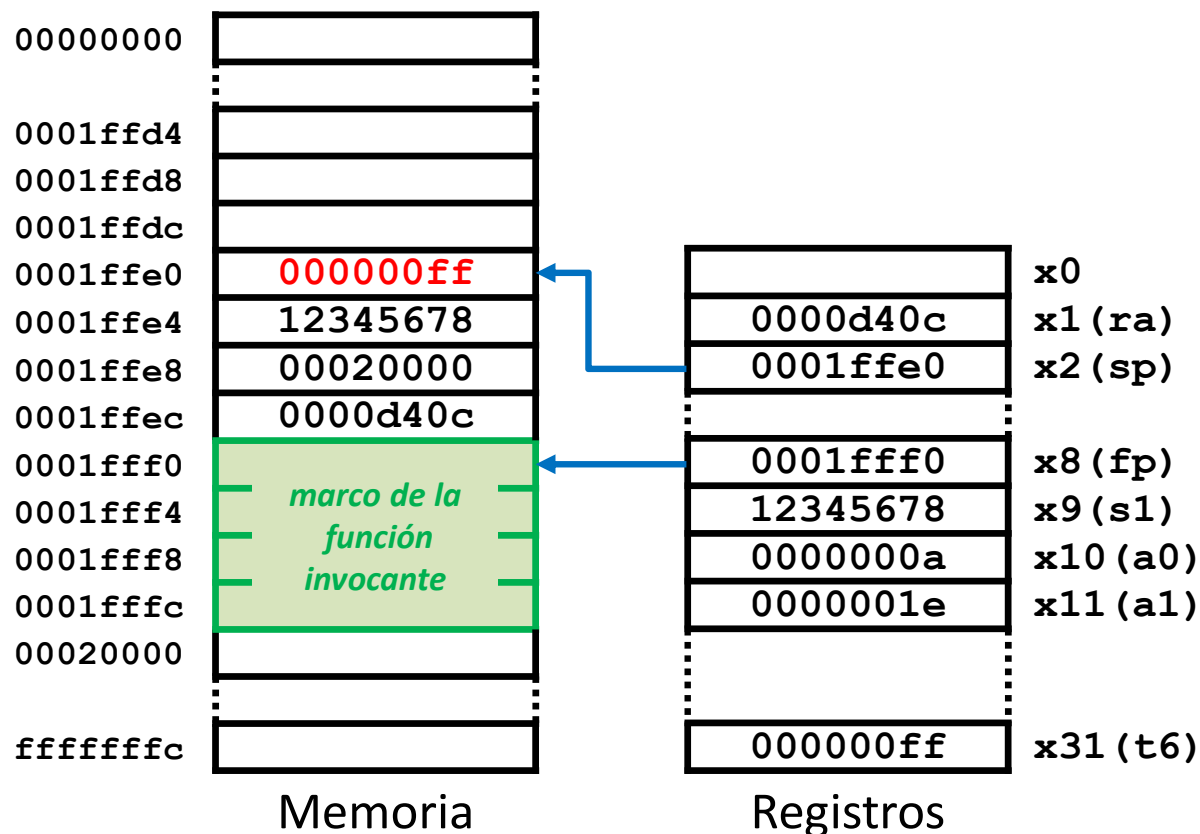 00000000
0001ffd4
0001ffd8
0001ffdc
0001ffe0 000000ff x0
0001ffe4 12345678 0000d40c x1(ra)
0001ffe8 00020000 0001ffe0 x2(sp)
0001ffec 0000d40c
0001fff0 0001fff0 x8(fp)
0001fff4 marco de la 12345678 x9(s1)
0001fff8 función 0000000a x10(a0)
0001fffc invocante 0000001e x11(a1)
00020000
fffffffc 000000ff x31(t6)
Memoria Registros